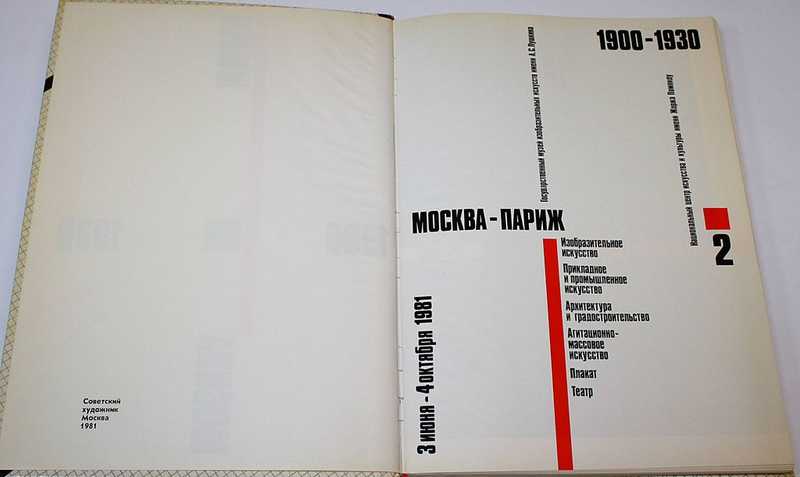 Советский
художник
Москва
1981
1900-1930
Государственный музей изобразительных искусств имени А.С.Пушкина
Национальный центр искусства и культуры имени Жоржа Помпиду
МОСКВА-ПАРИЖ
2
Изобразительное
искусство
Прикладное
и промышленное
искусство
Архитектура
и градостроительство
Агитационно-
массовое
искусство
Плакат
Театр
3 июня-4 октября 1981